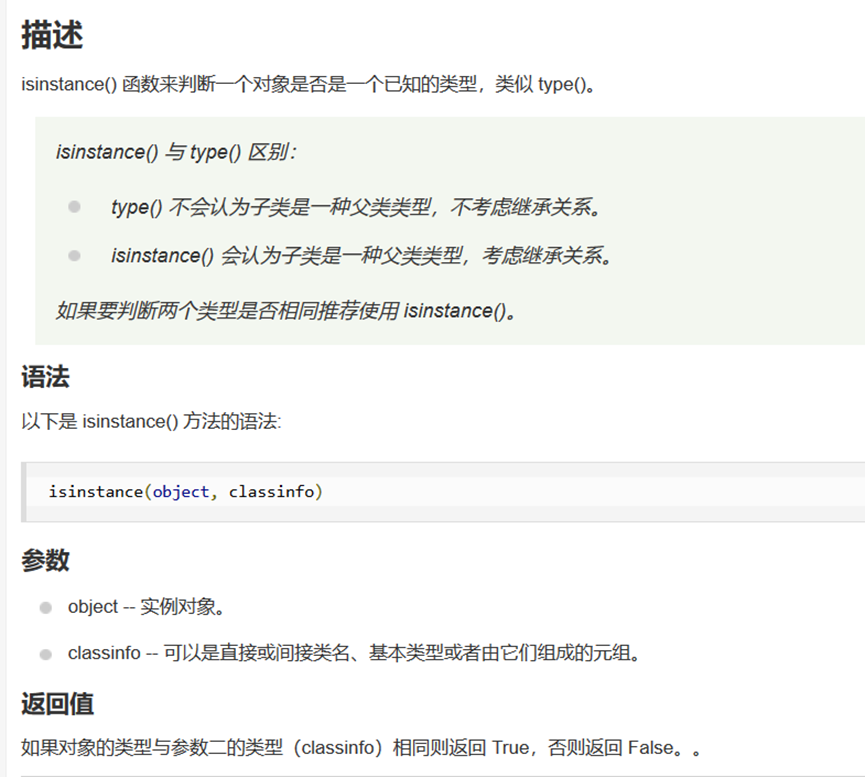 描述
isinstance() 函数来判断一个对象是否是一个已知的类型，类似 type()。
isinstance() 与 type() 区别：
type() 不会认为子类是一种父类类型，不考虑继承关系。
isinstance() 会认为子类是一种父类类型，考虑继承关系。
如果要判断两个类型是否相同推荐使用 isinstance()。
语法
以下是 isinstance() 方法的语法:
isinstance(object, classinfo)
参数
object -- 实例对象。
classinfo -- 可以是直接或间接类名、基本类型或者由它们组成的元组。
返回值
如果对象的类型与参数二的类型（classinfo）相同则返回 True，否则返回 False。。